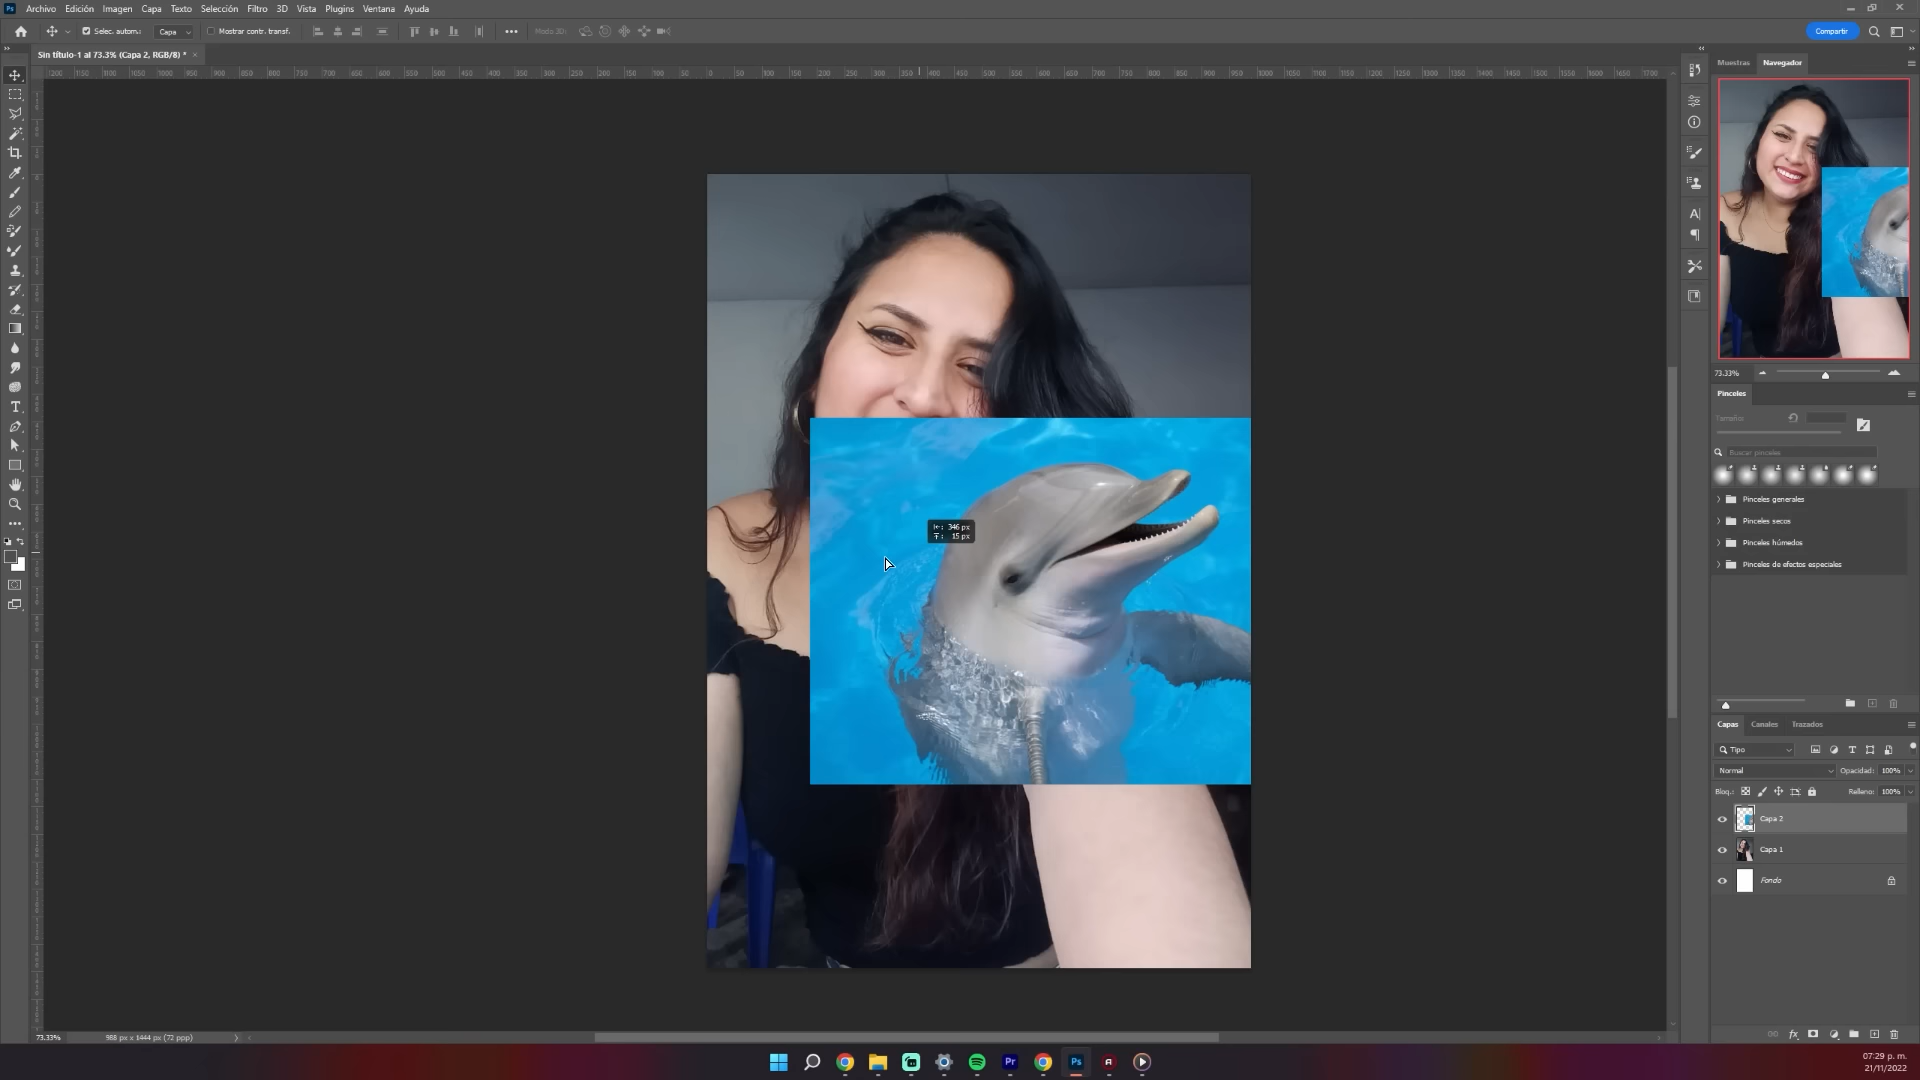 Ps Archivo Edición Imagen Capa Texto Selección Filtro 3D Vista Plugins Ventana Ayuda
Selec. autom.: Capa Mostrar contr. transf. Modo 3D: Compartir
Sin título-1 al 73.3% (Capa 2, RGB/8) * ×
Muestras Navegador
73.33%
Pinceles
Tamaño:
Buscar pinceles
Pinceles generales
Pinceles secos
Pinceles húmedos
Pinceles de efectos especiales
346 px
15 px
Capas Canales Trazados
Tipo
Normal Opacidad: 100%
Bloq.: Relleno: 100%
Capa 2
Capa 1
Fondo
73.33% 988 px x 1444 px (72 ppp)
Pr Ps
07:29 p. m.
21/11/2022